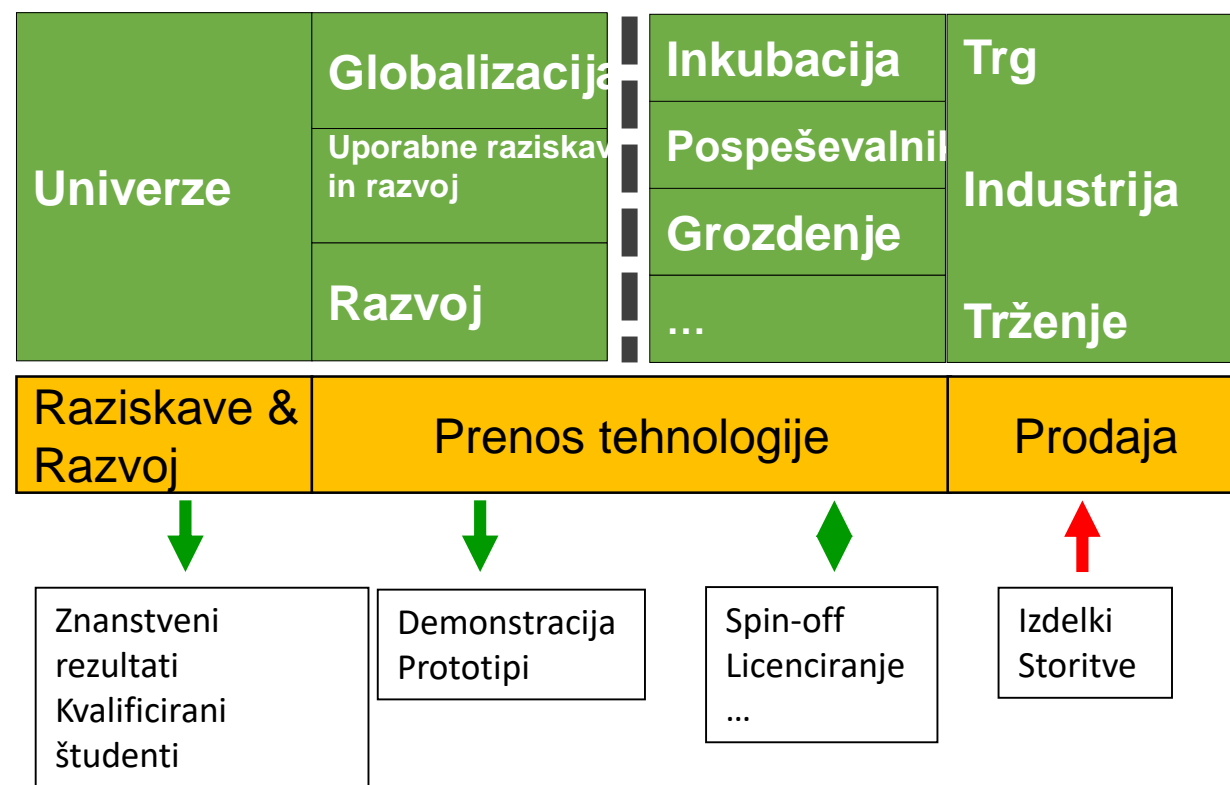 Univerze
Globalizacija
Uporabne raziskav
in razvoj
Razvoj
Inkubacija
Pospeševalnik
Grozdenje
…
Trg
Industrija
Trženje
Raziskave &
Razvoj
Prenos tehnologije
Prodaja
Znanstveni
rezultati
Kvalificirani
študenti
Demonstracija
Prototipi
Spin-off
Licenciranje
…
Izdelki
Storitve